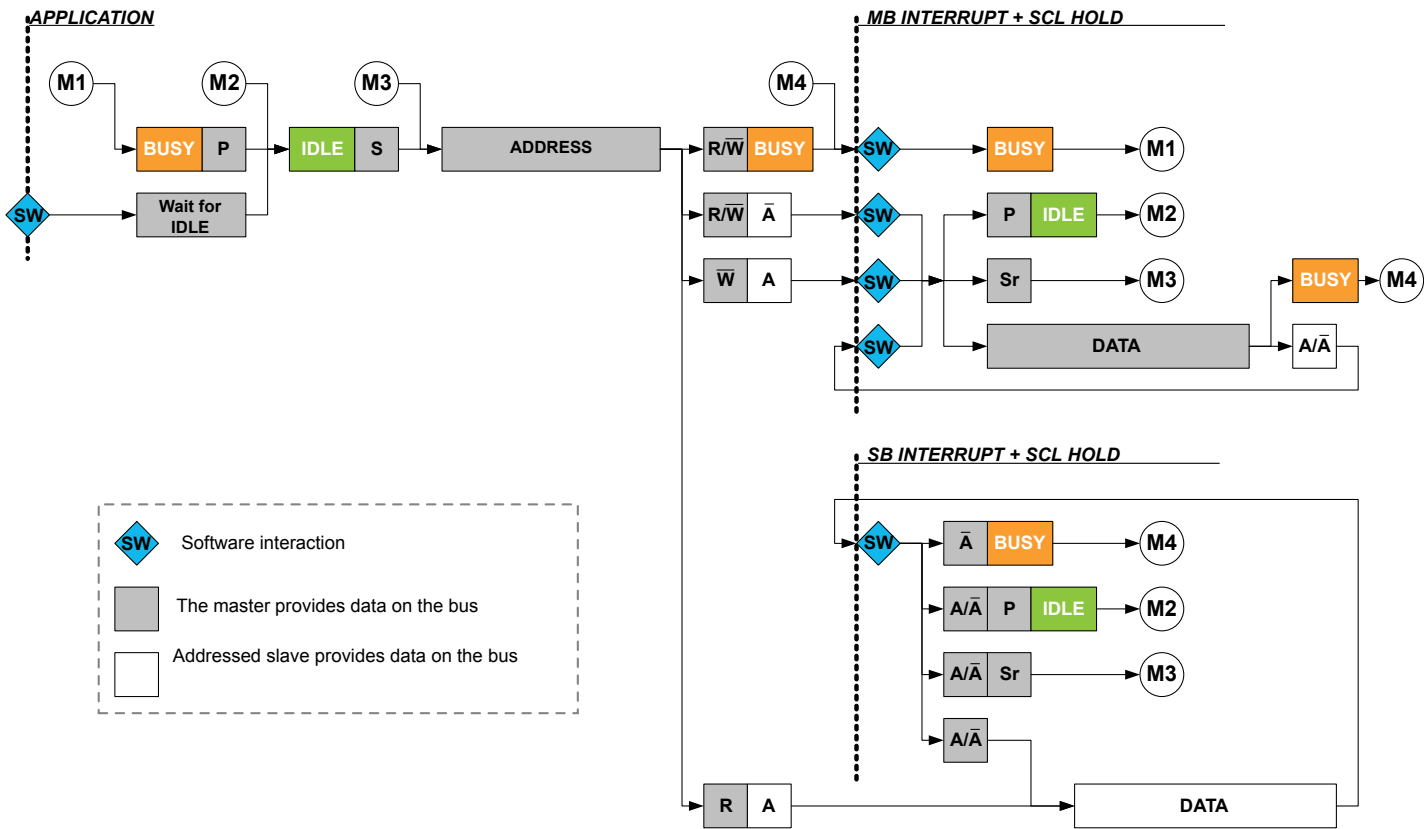 APPLICATION
MB INTERRUPT + SCL HOLD
M1
M2
M3
M4
BUSY P
IDLE S
ADDRESS
R/W̅ BUSY
SW
BUSY
M1
SW
Wait for
IDLE
R/W̅ A̅
SW
P IDLE
M2
W̅ A
SW
Sr
M3
BUSY
M4
SW
DATA
A/A̅
SB INTERRUPT + SCL HOLD
SW
A̅ BUSY
M4
A/A̅ P IDLE
M2
A/A̅ Sr
M3
A/A̅
R A
DATA
SW Software interaction
The master provides data on the bus
Addressed slave provides data on the bus